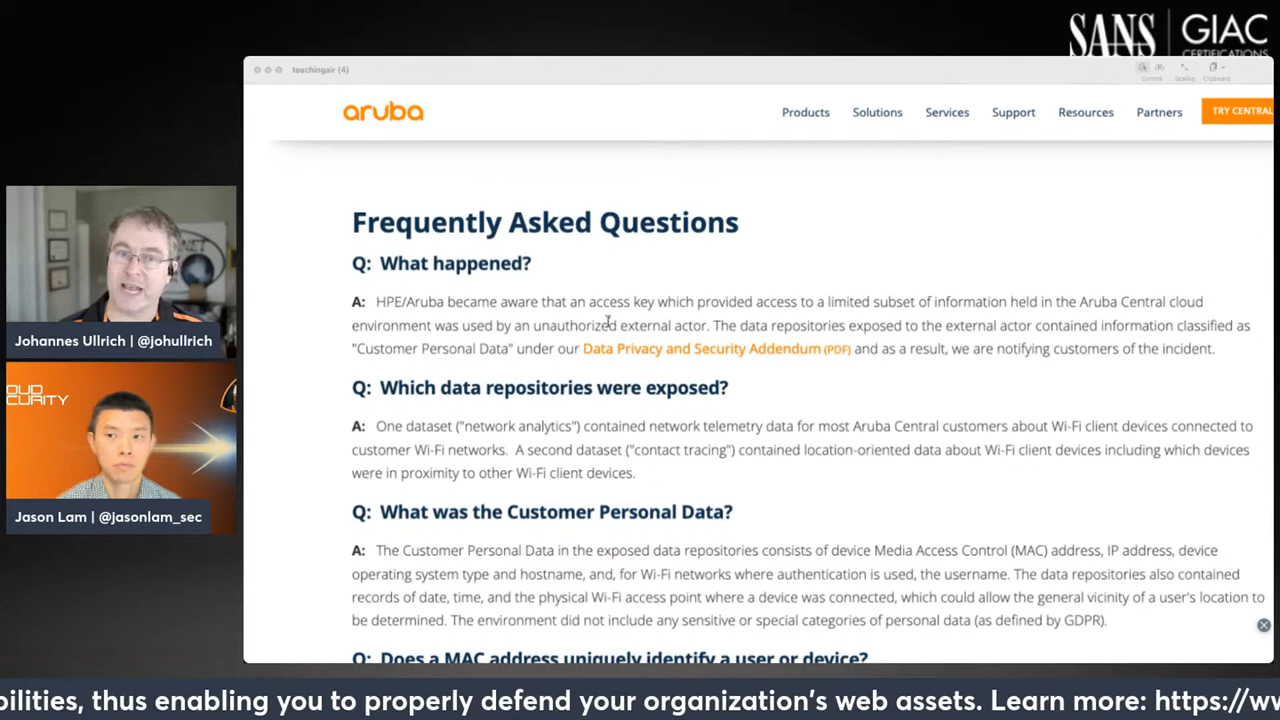 SANS | GIAC
CERTIFICATIONS
teachingair (4)
Control
Scaling
Clipboard
aruba
Products
Solutions
Services
Support
Resources
Partners
TRY CENTRAL
Frequently Asked Questions
Q: What happened?
A: HPE/Aruba became aware that an access key which provided access to a limited subset of information held in the Aruba Central cloud
environment was used by an unauthorized external actor. The data repositories exposed to the external actor contained information classified as
"Customer Personal Data" under our Data Privacy and Security Addendum (PDF) and as a result, we are notifying customers of the incident.
Q: Which data repositories were exposed?
A: One dataset ("network analytics") contained network telemetry data for most Aruba Central customers about Wi-Fi client devices connected to
customer Wi-Fi networks. A second dataset ("contact tracing") contained location-oriented data about Wi-Fi client devices including which devices
were in proximity to other Wi-Fi client devices.
Q: What was the Customer Personal Data?
A: The Customer Personal Data in the exposed data repositories consists of device Media Access Control (MAC) address, IP address, device
operating system type and hostname, and, for Wi-Fi networks where authentication is used, the username. The data repositories also contained
records of date, time, and the physical Wi-Fi access point where a device was connected, which could allow the general vicinity of a user's location to
be determined. The environment did not include any sensitive or special categories of personal data (as defined by GDPR).
Q: Does a MAC address uniquely identify a user or device?
Johannes Ullrich | @johullrich
OUD
CURITY
Jason Lam | @jasonlam_sec
bilities, thus enabling you to properly defend your organization's web assets. Learn more: https://ww